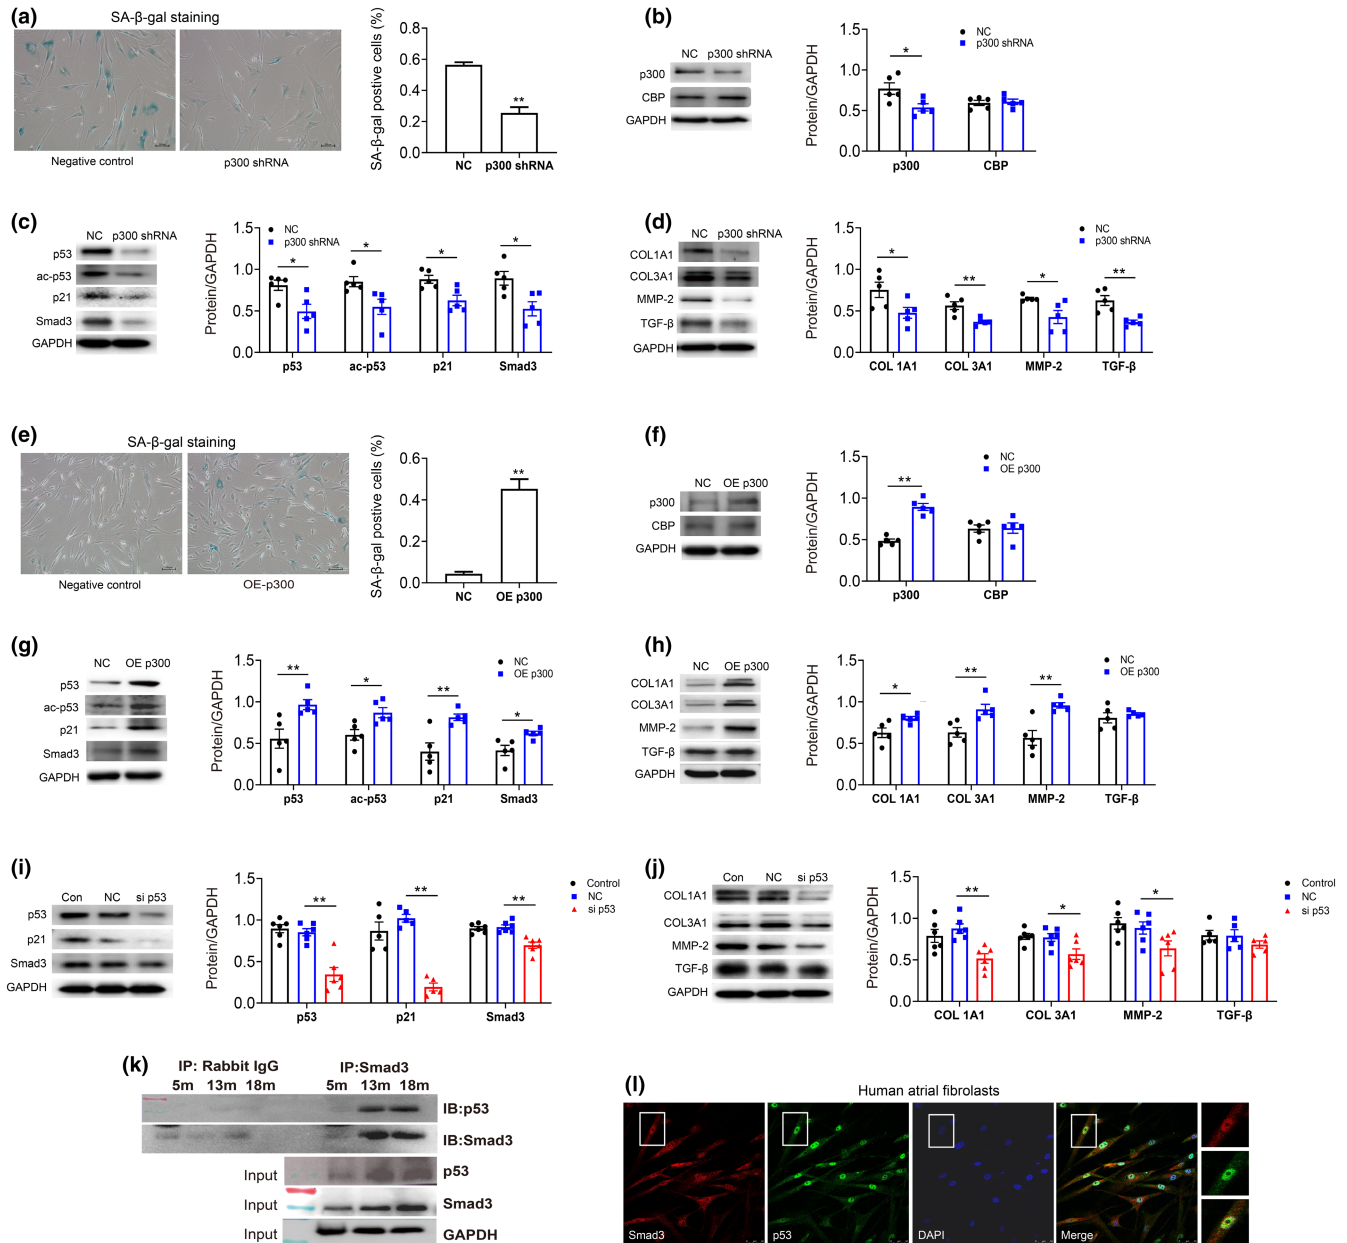 (a)
SA-β-gal staining
Negative control
p300 shRNA
SA-β-gal postive cells (%)
0.8
0.6
0.4
0.2
0.0
**
NC
p300 shRNA
(b)
NC p300 shRNA
p300
CBP
GAPDH
Protein/GAPDH
1.5
1.0
0.5
0.0
NC
p300 shRNA
*
p300
CBP
(c)
NC p300 shRNA
p53
ac-p53
p21
Smad3
GAPDH
Protein/GAPDH
1.5
1.0
0.5
0.0
NC
p300 shRNA
* * * *
p53 ac-p53 p21 Smad3
(d)
NC p300 shRNA
COL1A1
COL3A1
MMP-2
TGF-β
GAPDH
Protein/GAPDH
1.5
1.0
0.5
0.0
NC
p300 shRNA
* ** * **
COL 1A1 COL 3A1 MMP-2 TGF-β
(e)
SA-β-gal staining
Negative control
OE-p300
SA-β-gal postive cells (%)
0.6
0.4
0.2
0.0
**
NC OE p300
(f)
NC OE p300
p300
CBP
GAPDH
Protein/GAPDH
1.5
1.0
0.5
0.0
NC
OE p300
**
p300 CBP
(g)
NC OE p300
p53
ac-p53
p21
Smad3
GAPDH
Protein/GAPDH
1.5
1.0
0.5
0.0
NC
OE p300
** * ** *
p53 ac-p53 p21 Smad3
(h)
NC OE p300
COL1A1
COL3A1
MMP-2
TGF-β
GAPDH
Protein/GAPDH
1.5
1.0
0.5
0.0
NC
OE p300
* ** **
COL 1A1 COL 3A1 MMP-2 TGF-β
(i)
Con NC si p53
p53
p21
Smad3
GAPDH
Protein/GAPDH
1.5
1.0
0.5
0.0
Control
NC
si p53
** ** **
p53 p21 Smad3
(j)
Con NC si p53
COL1A1
COL3A1
MMP-2
TGF-β
GAPDH
Protein/GAPDH
1.5
1.0
0.5
0.0
Control
NC
si p53
** * *
COL 1A1 COL 3A1 MMP-2 TGF-β
(k)
IP: Rabbit IgG IP:Smad3
5m 13m 18m 5m 13m 18m
IB:p53
IB:Smad3
Input p53
Input Smad3
Input GAPDH
(l)
Human atrial fibrolasts
Smad3 p53 DAPI Merge